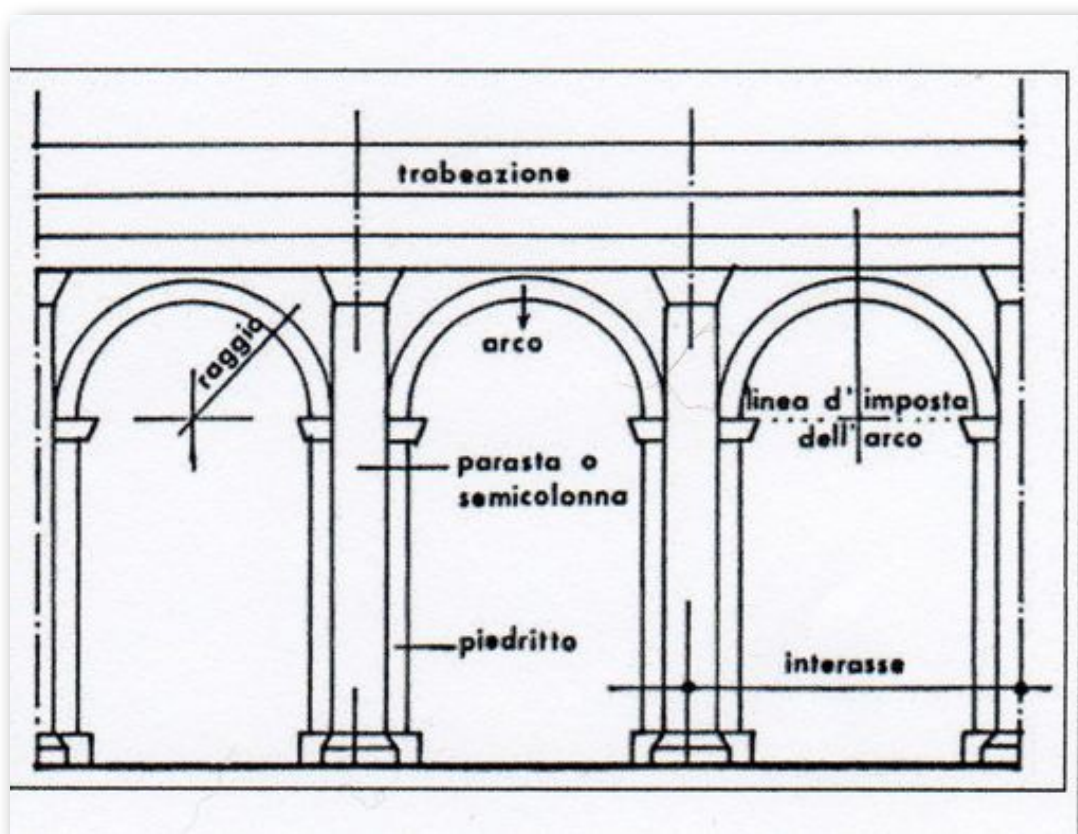 trabeazione
raggio
arco
linea d'imposta
dell'arco
parasta o
semicolonna
piedritto
interasse